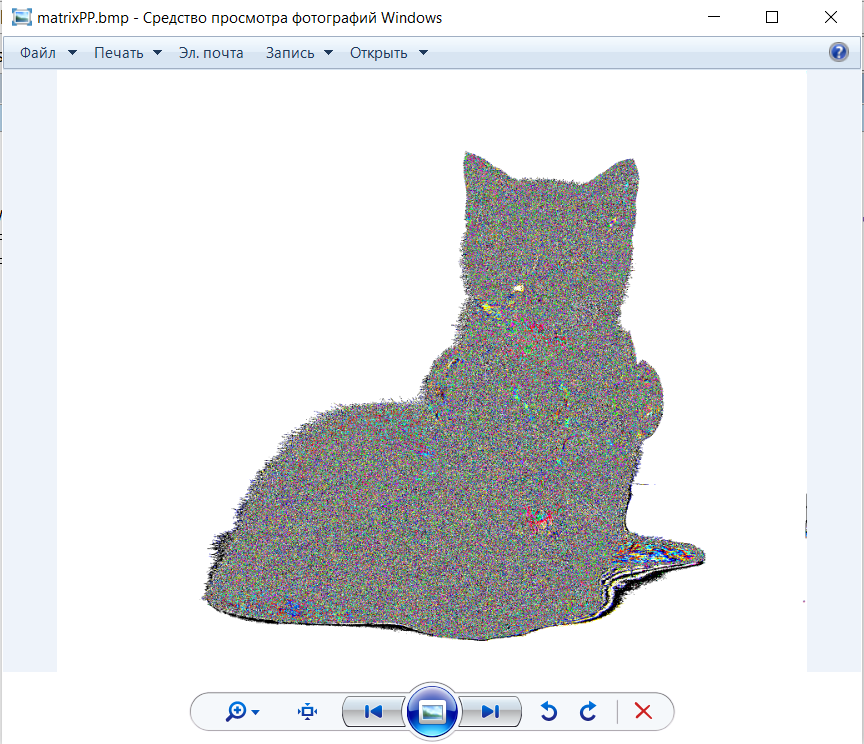 matrixPP.bmp - Средство просмотра фотографий Windows
Файл Печать Эл. почта Запись Открыть ?